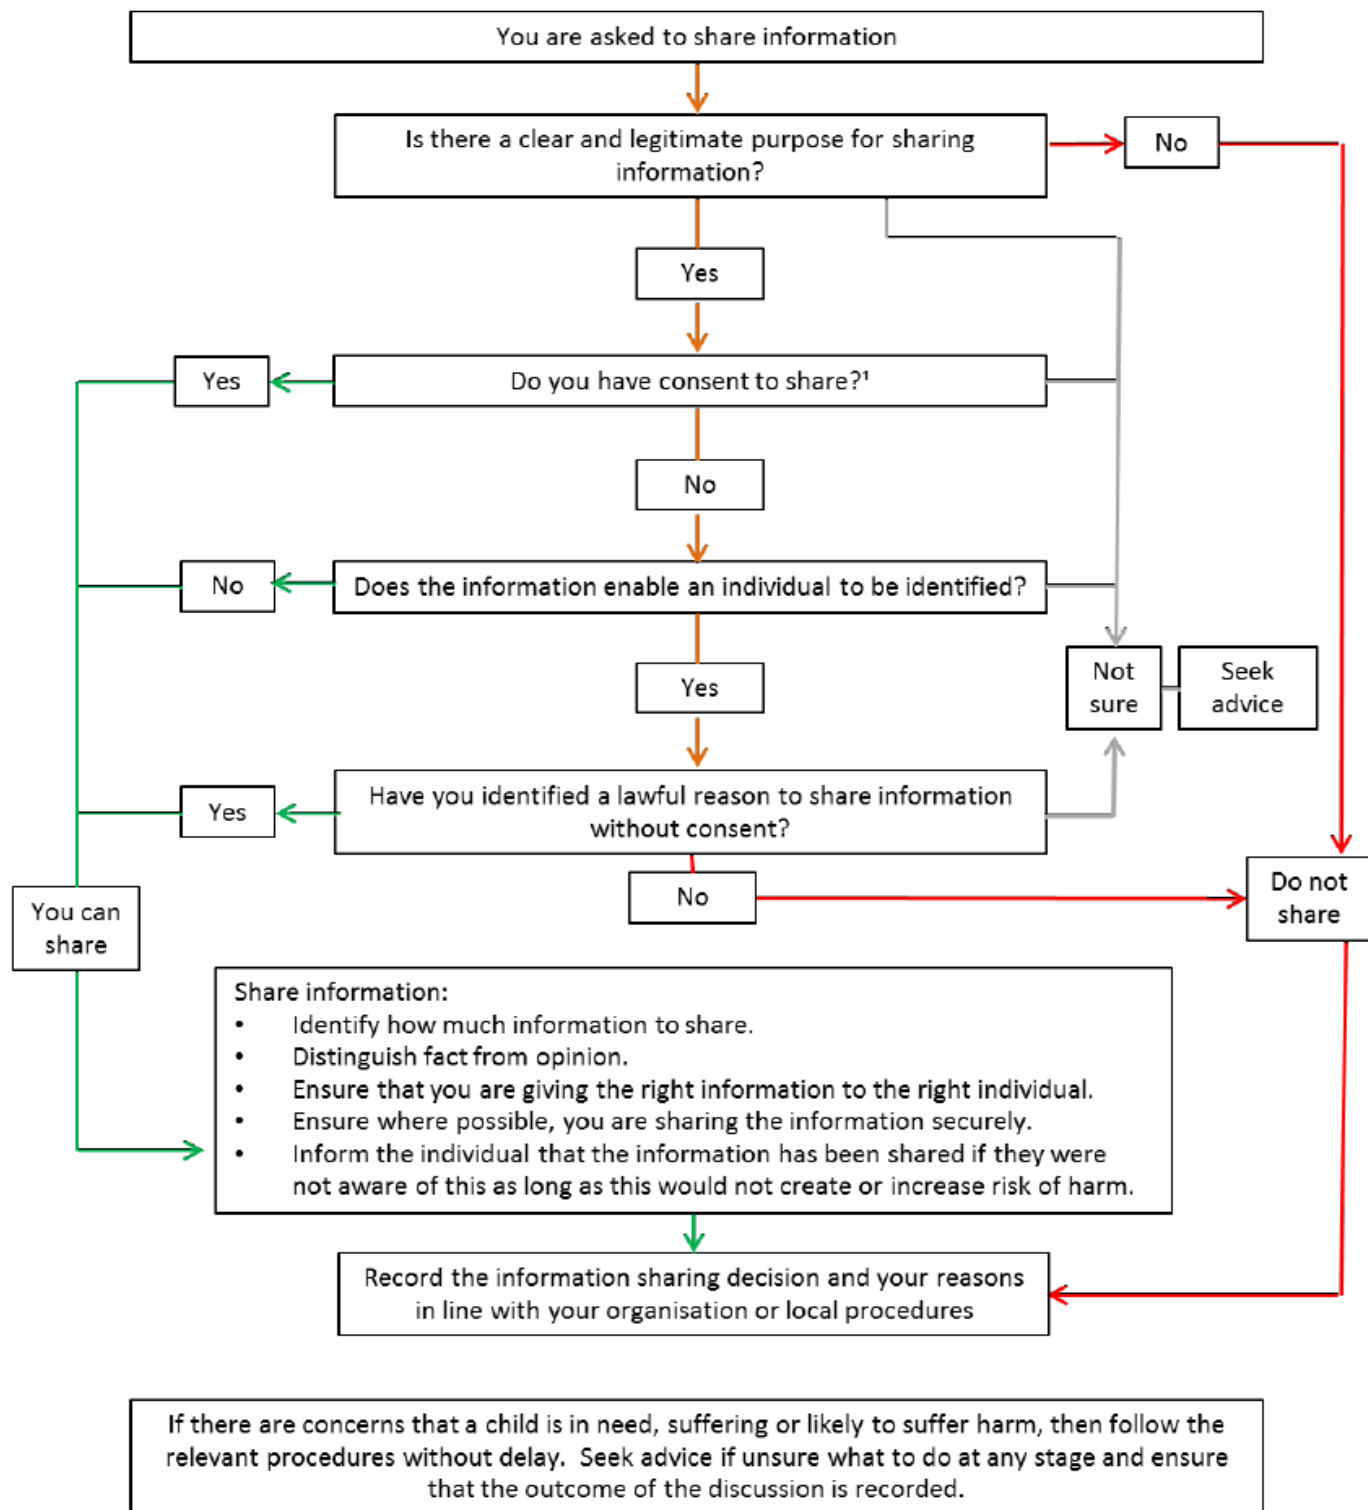 You are asked to share information
Is there a clear and legitimate purpose for sharing
information?
No
Yes
Yes
Do you have consent to share?¹
No
No
Does the information enable an individual to be identified?
Yes
Not
sure
Seek
advice
Yes
Have you identified a lawful reason to share information
without consent?
No
Do not
share
You can
share
Share information:
• Identify how much information to share.
• Distinguish fact from opinion.
• Ensure that you are giving the right information to the right individual.
• Ensure where possible, you are sharing the information securely.
• Inform the individual that the information has been shared if they were
not aware of this as long as this would not create or increase risk of harm.
Record the information sharing decision and your reasons
in line with your organisation or local procedures
If there are concerns that a child is in need, suffering or likely to suffer harm, then follow the
relevant procedures without delay. Seek advice if unsure what to do at any stage and ensure
that the outcome of the discussion is recorded.